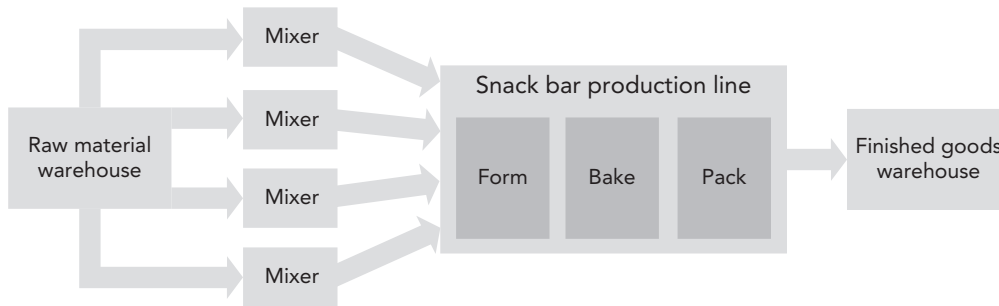 Mixer
Mixer
Mixer
Mixer
Raw material
warehouse
Snack bar production line
Form
Bake
Pack
Finished goods
warehouse